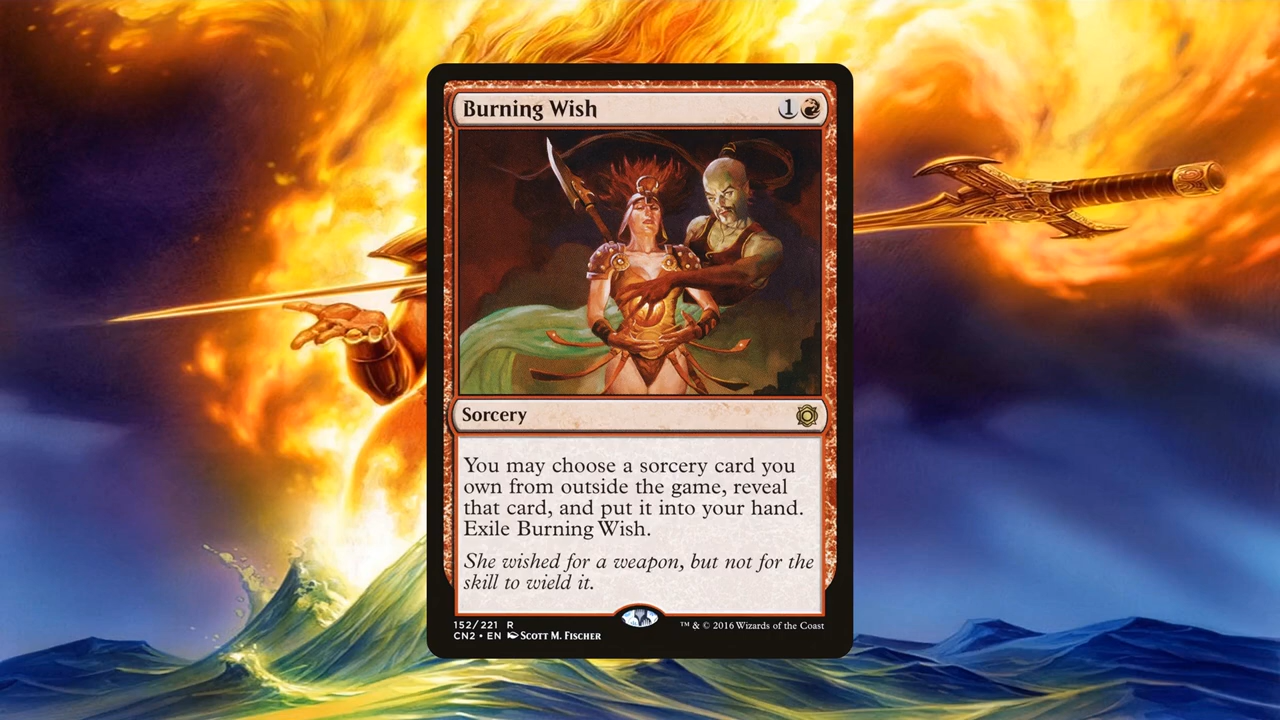 Burning Wish 1
Sorcery
You may choose a sorcery card you
own from outside the game, reveal
that card, and put it into your hand.
Exile Burning Wish.
She wished for a weapon, but not for the
skill to wield it.
152/221 R
CN2 • EN Scott M. Fischer
™ & © 2016 Wizards of the Coast